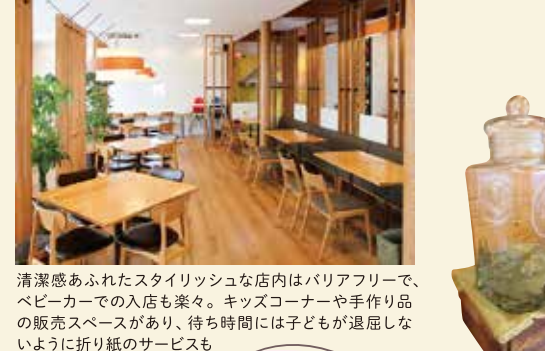 清潔感あふれたスタイリッシュな店内はバリアフリーで、
ベビーカーでの入店も楽々。キッズコーナーや手作り品
の販売スペースがあり、待ち時間には子どもが退屈しな
いように折り紙のサービスも